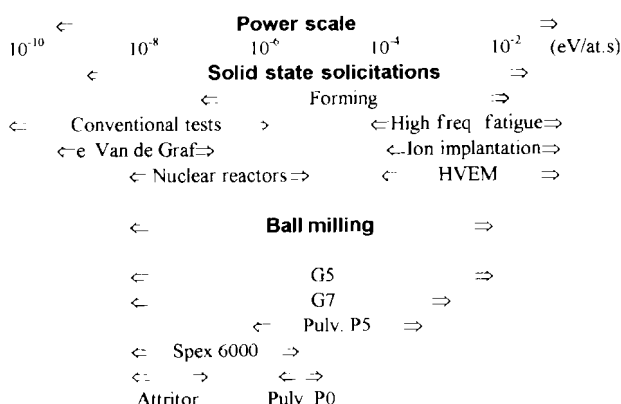 ⇐ Power scale ⇒
10⁻¹⁰ 10⁻⁸ 10⁻⁶ 10⁻⁴ 10⁻² (eV/at.s)
⇐ Solid state solicitations ⇒
⇐ Forming ⇒
⇐ Conventional tests ⇒ ⇐High freq fatigue⇒
⇐e Van de Graf⇒ ⇐Ion implantation⇒
⇐ Nuclear reactors⇒ ⇐ HVEM ⇒
⇐ Ball milling ⇒
⇐ G5 ⇒
⇐ G7 ⇒
⇐ Pulv. P5 ⇒
⇐ Spex 6000 ⇒
⇐ ⇒ ⇐ ⇒
Attritor Pulv P0